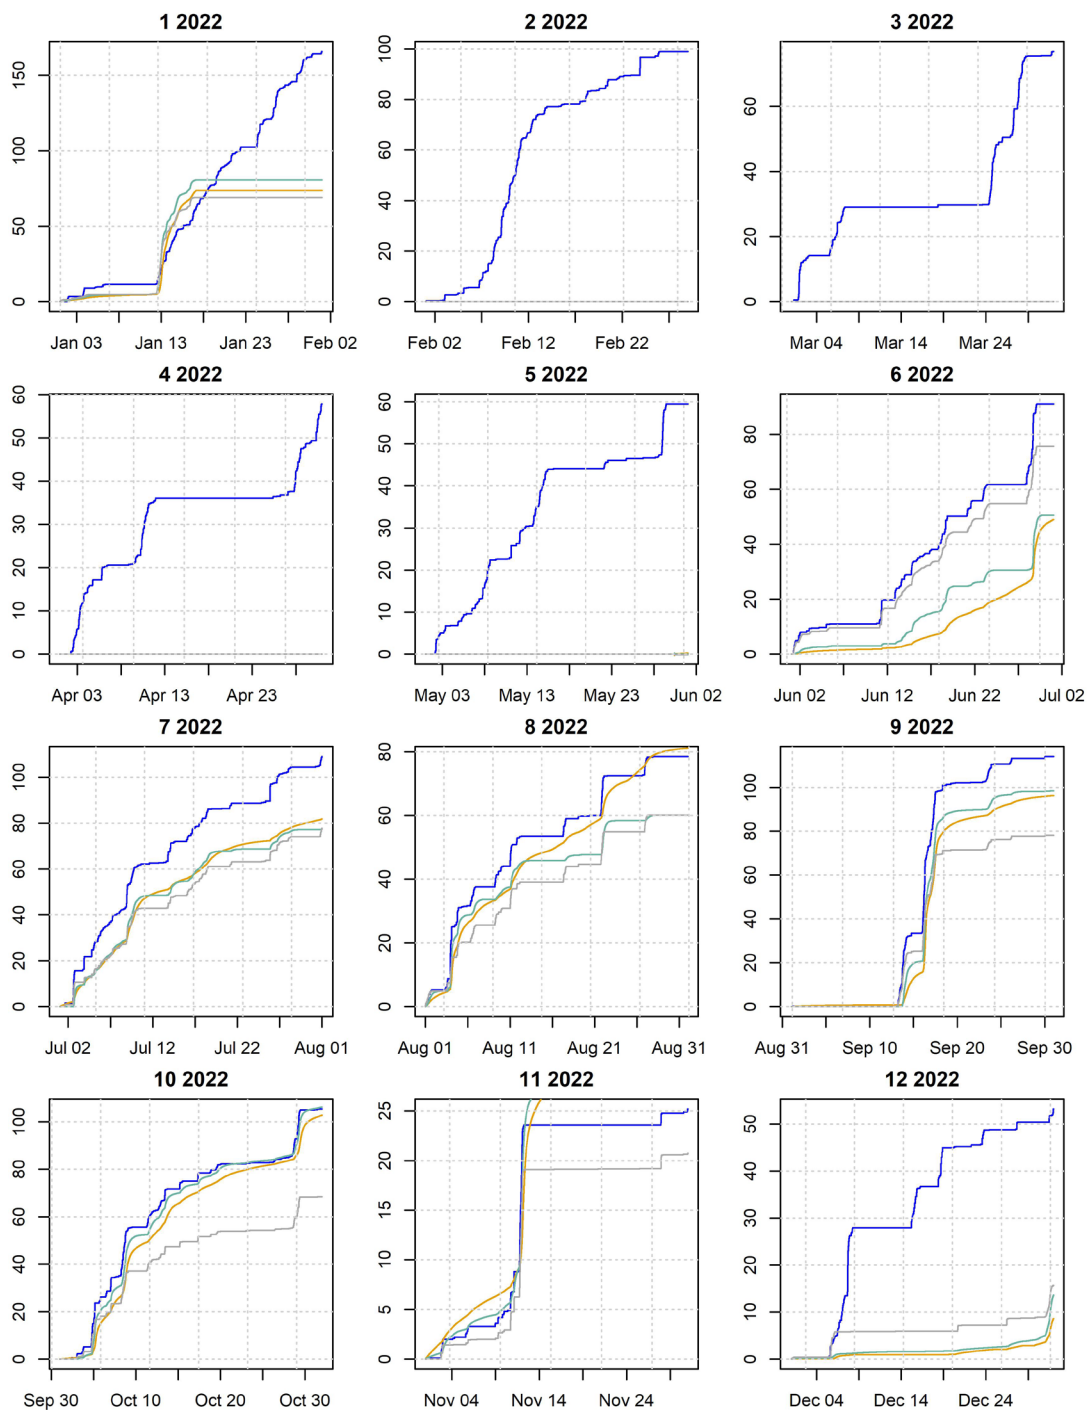 1 2022
2 2022
3 2022
0 50 100 150
0 20 40 60 80 100
0 20 40 60
Jan 03 Jan 13 Jan 23 Feb 02
Feb 02 Feb 12 Feb 22
Mar 04 Mar 14 Mar 24
4 2022
5 2022
6 2022
0 10 20 30 40 50 60
0 10 20 30 40 50 60
0 20 40 60 80
Apr 03 Apr 13 Apr 23
May 03 May 13 May 23 Jun 02
Jun 02 Jun 12 Jun 22 Jul 02
7 2022
8 2022
9 2022
0 20 40 60 80 100
0 20 40 60 80
0 20 40 60 80 100
Jul 02 Jul 12 Jul 22 Aug 01
Aug 01 Aug 11 Aug 21 Aug 31
Aug 31 Sep 10 Sep 20 Sep 30
10 2022
11 2022
12 2022
0 20 40 60 80 100
0 5 10 15 20 25
0 10 20 30 40 50
Sep 30 Oct 10 Oct 20 Oct 30
Nov 04 Nov 14 Nov 24
Dec 04 Dec 14 Dec 24